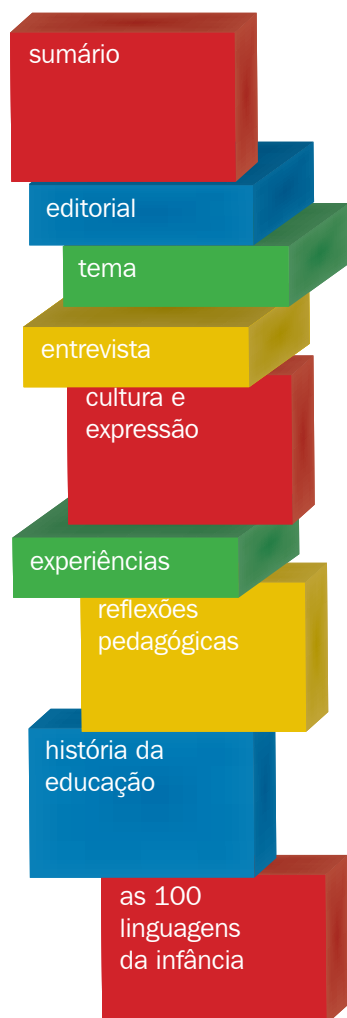 sumário
editorial
tema
entrevista
cultura e
expressão
experiências
reflexões
pedagógicas
história da
educação
as 100
linguagens
da infância